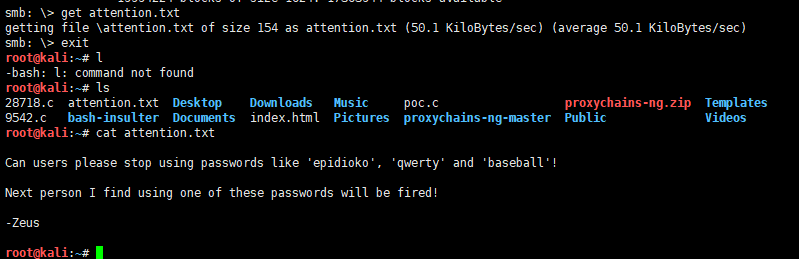 smb: \> get attention.txt
getting file \attention.txt of size 154 as attention.txt (50.1 KiloBytes/sec) (average 50.1 KiloBytes/sec)
smb: \> exit
root@kali:~# l
-bash: l: command not found
root@kali:~# ls
28718.c attention.txt Desktop Downloads Music poc.c proxychains-ng.zip Templates
9542.c bash-insulter Documents index.html Pictures proxychains-ng-master Public Videos
root@kali:~# cat attention.txt
Can users please stop using passwords like 'epidioko', 'qwerty' and 'baseball'!
Next person I find using one of these passwords will be fired!
-Zeus
root@kali:~#